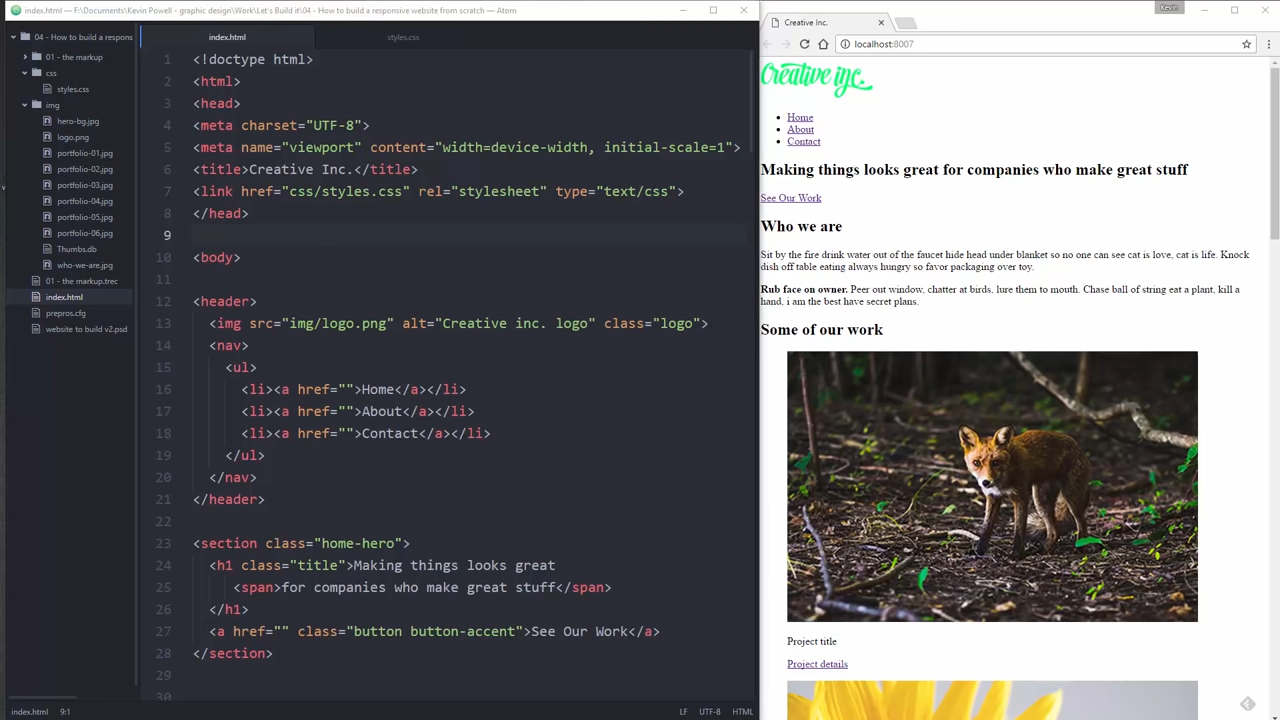 index.html — F:\Documents\Kevin Powell - graphic design\Work\Let's Build it\04 - How to build a responsive website from scratch — Atom
04 - How to build a respons
01 - the markup
css
styles.css
img
hero-bg.jpg
logo.png
portfolio-01.jpg
portfolio-02.jpg
portfolio-03.jpg
portfolio-04.jpg
portfolio-05.jpg
portfolio-06.jpg
Thumbs.db
who-we-are.jpg
01 - the markup.trec
index.html
prepros.cfg
website to build v2.psd
index.html
styles.css
1 <!doctype html>
2 <html>
3 <head>
4 <meta charset="UTF-8">
5 <meta name="viewport" content="width=device-width, initial-scale=1">
6 <title>Creative Inc.</title>
7 <link href="css/styles.css" rel="stylesheet" type="text/css">
8 </head>
9
10 <body>
11
12 <header>
13 <img src="img/logo.png" alt="Creative inc. logo" class="logo">
14 <nav>
15 <ul>
16 <li><a href="">Home</a></li>
17 <li><a href="">About</a></li>
18 <li><a href="">Contact</a></li>
19 </ul>
20 </nav>
21 </header>
22
23 <section class="home-hero">
24 <h1 class="title">Making things looks great
25 <span>for companies who make great stuff</span>
26 </h1>
27 <a href="" class="button button-accent">See Our Work</a>
28 </section>
29
30
index.html 9:1
LF UTF-8 HTML
Kevin
Creative Inc.
localhost:8007
Creative inc.
Home
About
Contact
Making things looks great for companies who make great stuff
See Our Work
Who we are
Sit by the fire drink water out of the faucet hide head under blanket so no one can see cat is love, cat is life. Knock
dish off table eating always hungry so favor packaging over toy.
Rub face on owner. Peer out window, chatter at birds, lure them to mouth. Chase ball of string eat a plant, kill a
hand, i am the best have secret plans.
Some of our work
Project title
Project details